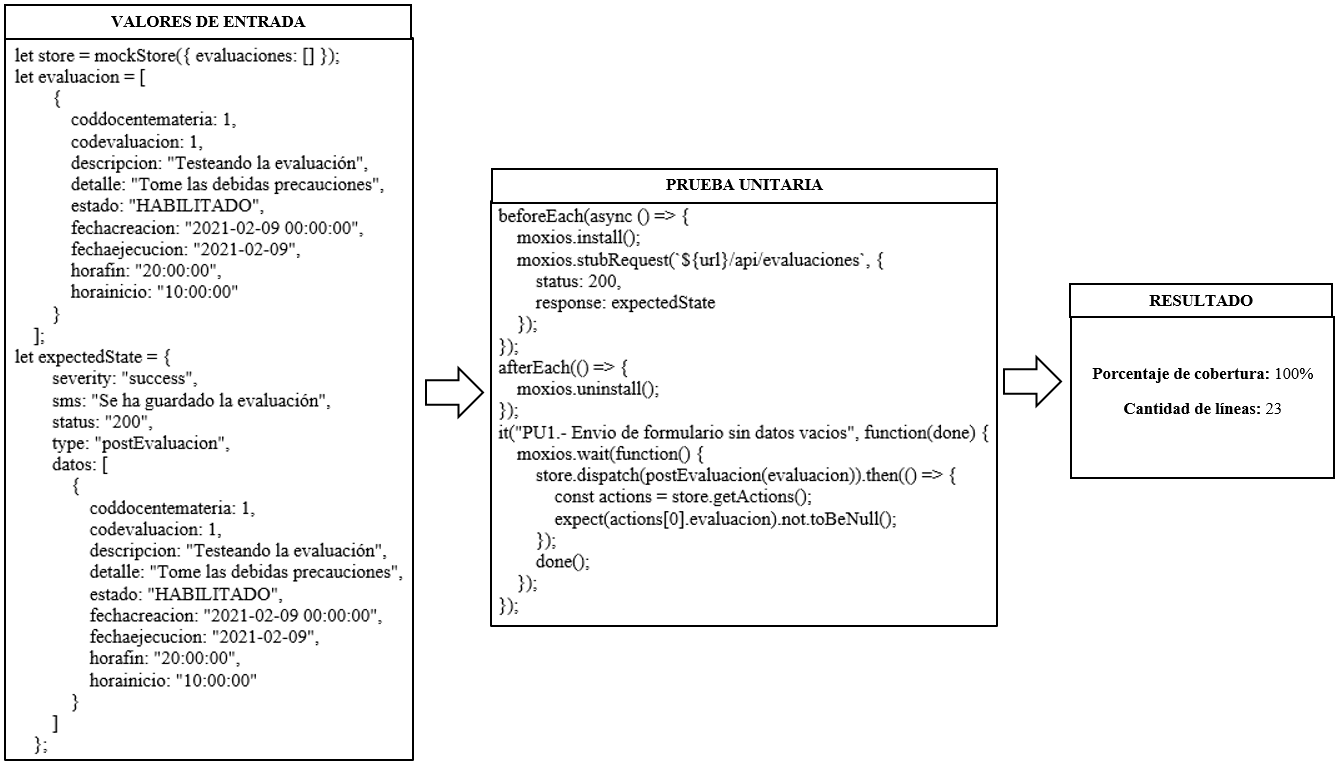 VALORES DE ENTRADA
let store = mockStore({ evaluaciones: [] });
let evaluacion = [
{
coddocentemateria: 1,
codevaluacion: 1,
descripcion: "Testeando la evaluación",
detalle: "Tome las debidas precauciones",
estado: "HABILITADO",
fechacreacion: "2021-02-09 00:00:00",
fechaejecucion: "2021-02-09",
horafin: "20:00:00",
horainicio: "10:00:00"
}
];
let expectedState = {
severity: "success",
sms: "Se ha guardado la evaluación",
status: "200",
type: "postEvaluacion",
datos: [
{
coddocentemateria: 1,
codevaluacion: 1,
descripcion: "Testeando la evaluación",
detalle: "Tome las debidas precauciones",
estado: "HABILITADO",
fechacreacion: "2021-02-09 00:00:00",
fechaejecucion: "2021-02-09",
horafin: "20:00:00",
horainicio: "10:00:00"
}
]
};
PRUEBA UNITARIA
beforeEach(async () => {
moxios.install();
moxios.stubRequest(`${url}/api/evaluaciones`, {
status: 200,
response: expectedState
});
});
afterEach(() => {
moxios.uninstall();
});
it("PU1.- Envio de formulario sin datos vacios", function(done) {
moxios.wait(function() {
store.dispatch(postEvaluacion(evaluacion)).then(() => {
const actions = store.getActions();
expect(actions[0].evaluacion).not.toBeNull();
});
done();
});
});
RESULTADO
Porcentaje de cobertura: 100%
Cantidad de líneas: 23